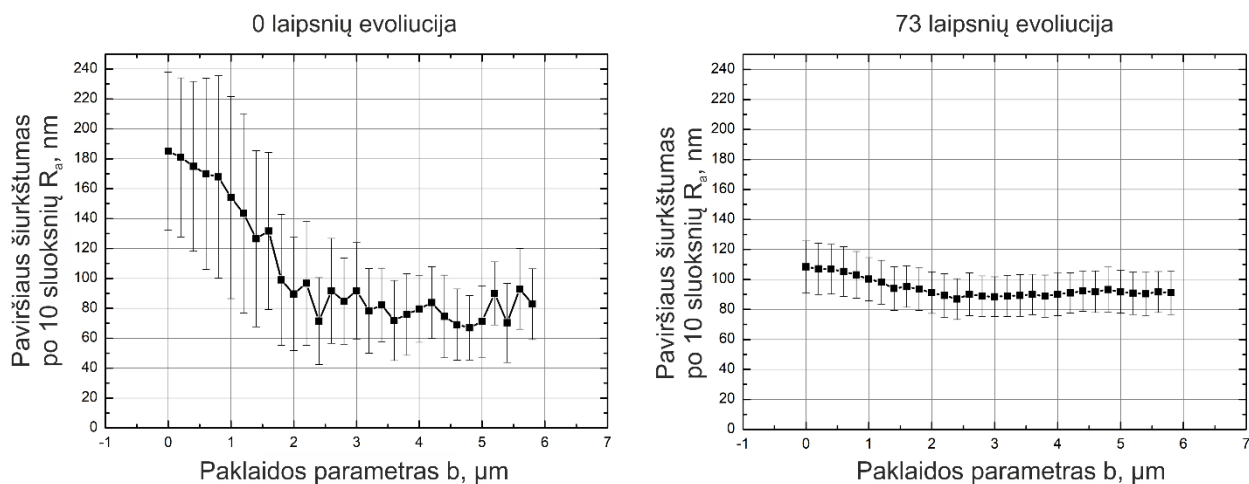 0 laipsnių evoliucija
Paviršiaus šiurkštumas
po 10 sluoksnių Rₐ, nm
240
220
200
180
160
140
120
100
80
60
40
20
0
-1 0 1 2 3 4 5 6 7
Paklaidos parametras b, µm
73 laipsnių evoliucija
Paviršiaus šiurkštumas
po 10 sluoksnių Rₐ, nm
240
220
200
180
160
140
120
100
80
60
40
20
0
-1 0 1 2 3 4 5 6 7
Paklaidos parametras b, µm